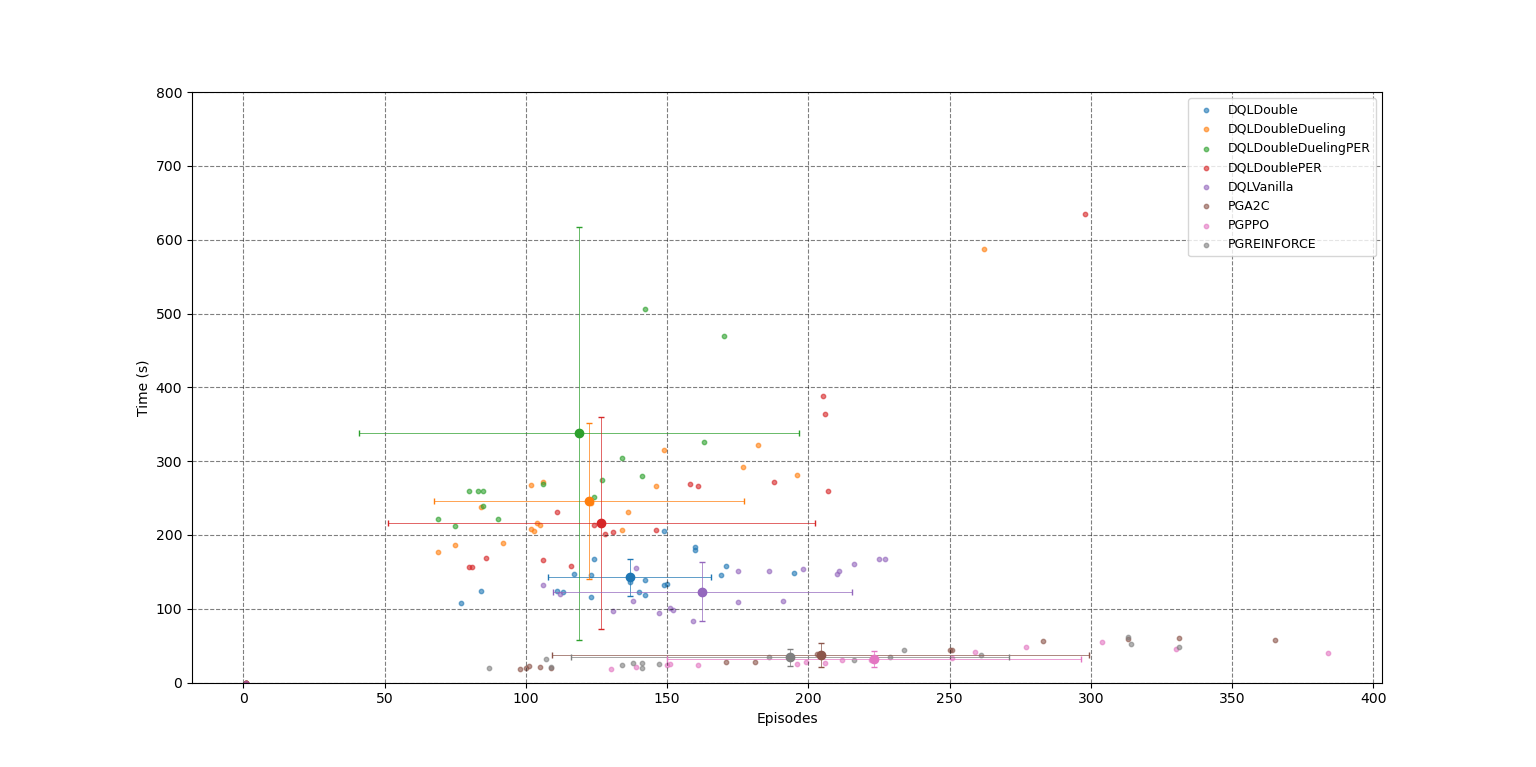 800
700
600
500
400
300
200
100
0
Time (s)
DQLDouble
DQLDoubleDueling
DQLDoubleDuelingPER
DQLDoublePER
DQLVanilla
PGA2C
PGPPO
PGREINFORCE
0 50 100 150 200 250 300 350 400
Episodes